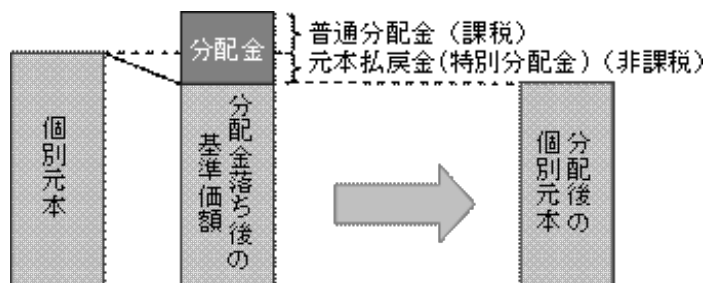 分配金
普通分配金（課税）
元本払戻金(特別分配金)（非課税）
個別元本
分配金落ち後の
基準価額
分配後の
個別元本